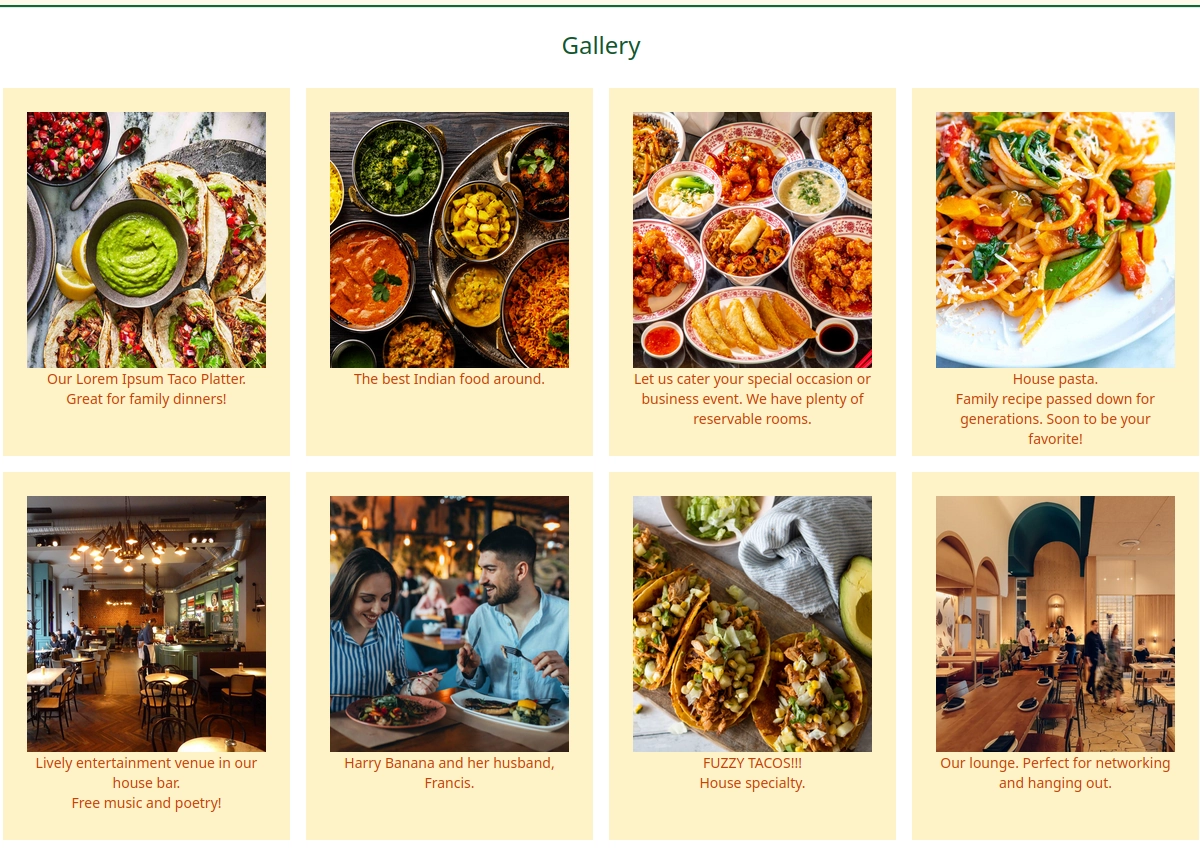 Gallery
Our Lorem Ipsum Taco Platter.
Great for family dinners!
The best Indian food around.
Let us cater your special occasion or
business event. We have plenty of
reservable rooms.
House pasta.
Family recipe passed down for
generations. Soon to be your
favorite!
Lively entertainment venue in our
house bar.
Free music and poetry!
Harry Banana and her husband,
Francis.
FUZZY TACOS!!!
House specialty.
Our lounge. Perfect for networking
and hanging out.